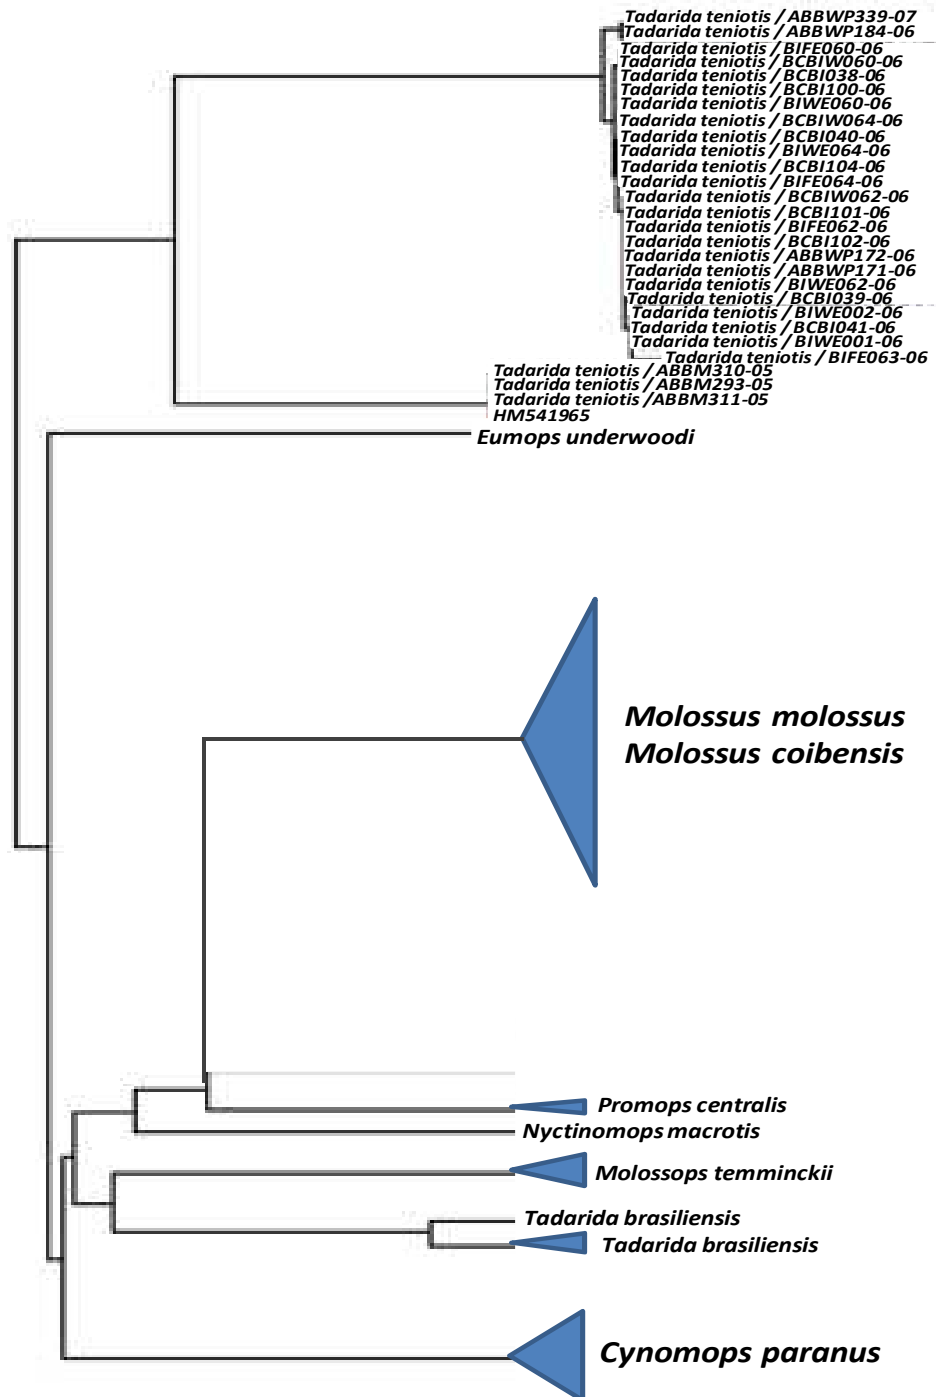 Tadarida teniotis / ABBWP339-07
Tadarida teniotis / ABBWP184-06
Tadarida teniotis / BIFE060-06
Tadarida teniotis / BCBIW060-06
Tadarida teniotis / BCBI038-06
Tadarida teniotis / BCBI100-06
Tadarida teniotis / BIWE060-06
Tadarida teniotis / BCBIW064-06
Tadarida teniotis / BCBI040-06
Tadarida teniotis / BIWE064-06
Tadarida teniotis / BCBI104-06
Tadarida teniotis / BIFE064-06
Tadarida teniotis / BCBIW062-06
Tadarida teniotis / BCBI101-06
Tadarida teniotis / BIFE062-06
Tadarida teniotis / BCBI102-06
Tadarida teniotis / ABBWP172-06
Tadarida teniotis / ABBWP171-06
Tadarida teniotis / BIWE062-06
Tadarida teniotis / BCBI039-06
Tadarida teniotis / BIWE002-06
Tadarida teniotis / BCBI041-06
Tadarida teniotis / BIWE001-06
Tadarida teniotis / BIFE063-06
Tadarida teniotis / ABBM310-05
Tadarida teniotis / ABBM293-05
Tadarida teniotis /ABBM311-05
HM541965
Eumops underwoodi
Molossus molossus
Molossus coibensis
Promops centralis
Nyctinomops macrotis
Molossops temminckii
Tadarida brasiliensis
Tadarida brasiliensis
Cynomops paranus